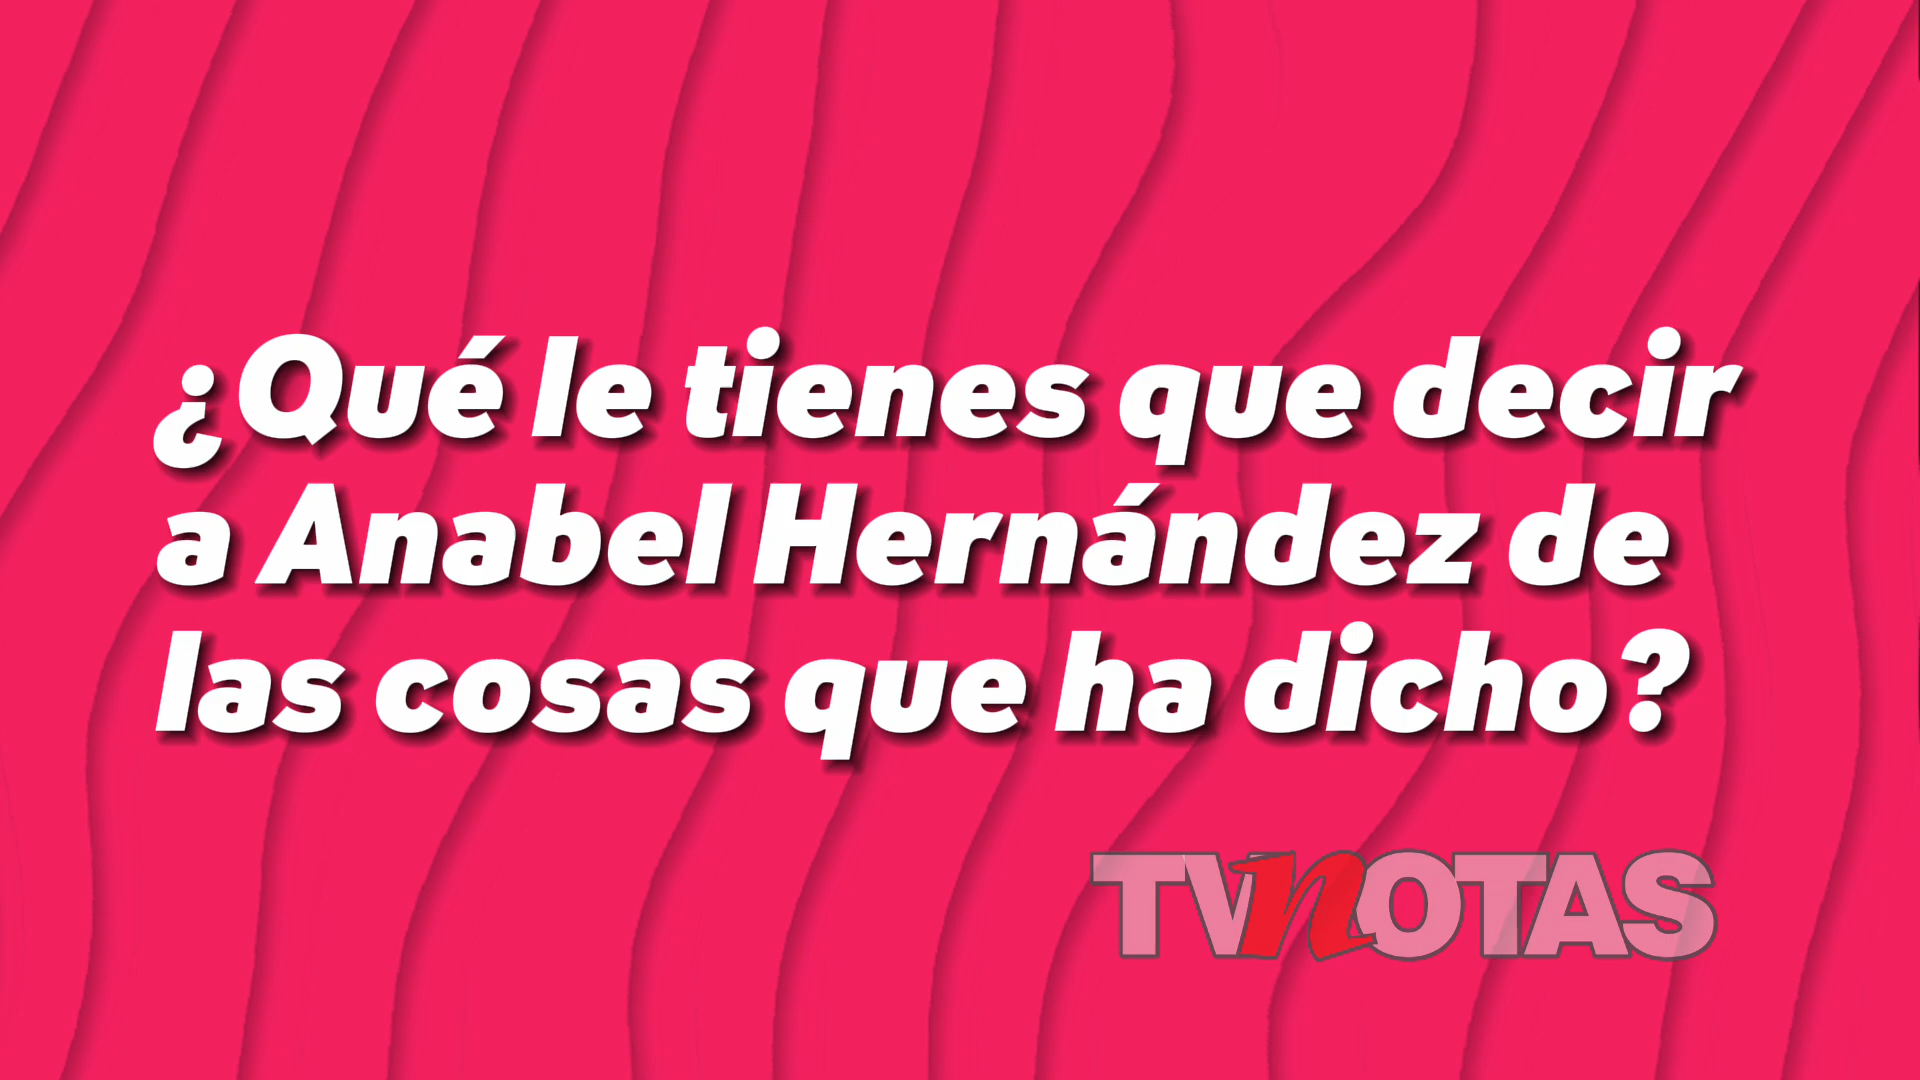 ¿Qué le tienes que decir
a Anabel Hernández de
las cosas que ha dicho?
TVnOTAS